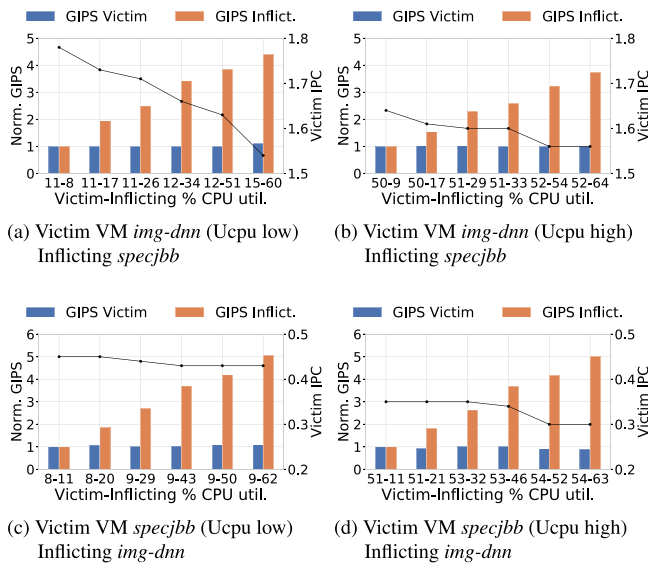 GIPS Victim GIPS Inflict.
5 1.8
4 1.7
3
2 1.6
1
0 1.5
Norm. GIPS
Victim IPC
11-8 11-17 11-26 12-34 12-51 15-60
Victim-Inflicting % CPU util.
(a) Victim VM img-dnn (Ucpu low)
Inflicting specjbb
GIPS Victim GIPS Inflict.
5 1.8
4 1.7
3
2 1.6
1
0 1.5
Norm. GIPS
Victim IPC
50-9 50-17 51-29 51-33 52-54 52-64
Victim-Inflicting % CPU util.
(b) Victim VM img-dnn (Ucpu high)
Inflicting specjbb
GIPS Victim GIPS Inflict.
6 0.5
5
4 0.4
3
2 0.3
1
0 0.2
Norm. GIPS
Victim IPC
8-11 8-20 9-29 9-43 9-50 9-62
Victim-Inflicting % CPU util.
(c) Victim VM specjbb (Ucpu low)
Inflicting img-dnn
GIPS Victim GIPS Inflict.
6 0.5
5
4 0.4
3
2 0.3
1
0 0.2
Norm. GIPS
Victim IPC
51-11 51-21 53-32 53-46 54-52 54-63
Victim-Inflicting % CPU util.
(d) Victim VM specjbb (Ucpu high)
Inflicting img-dnn